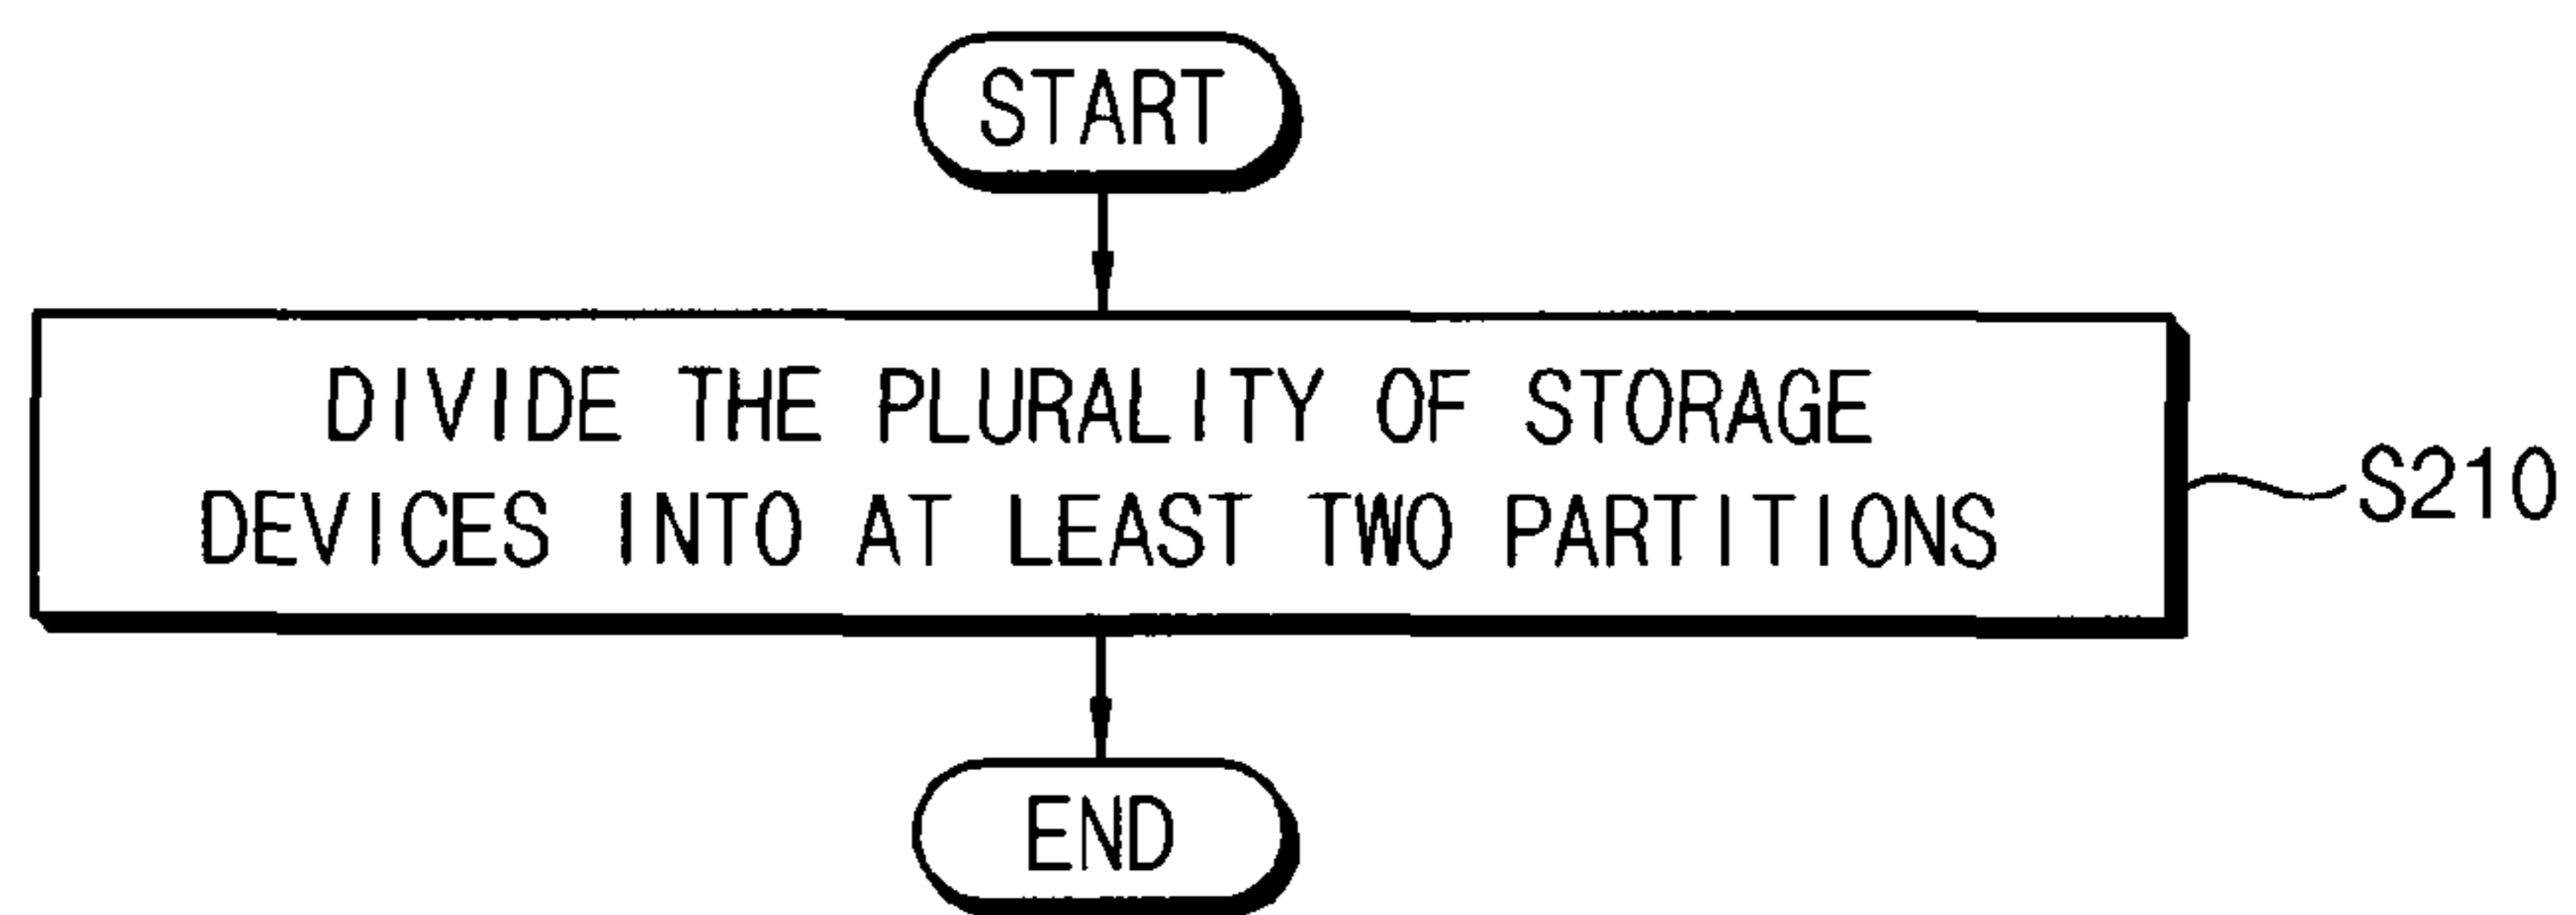 START
DIVIDE THE PLURALITY OF STORAGE
DEVICES INTO AT LEAST TWO PARTITIONS
S210
END